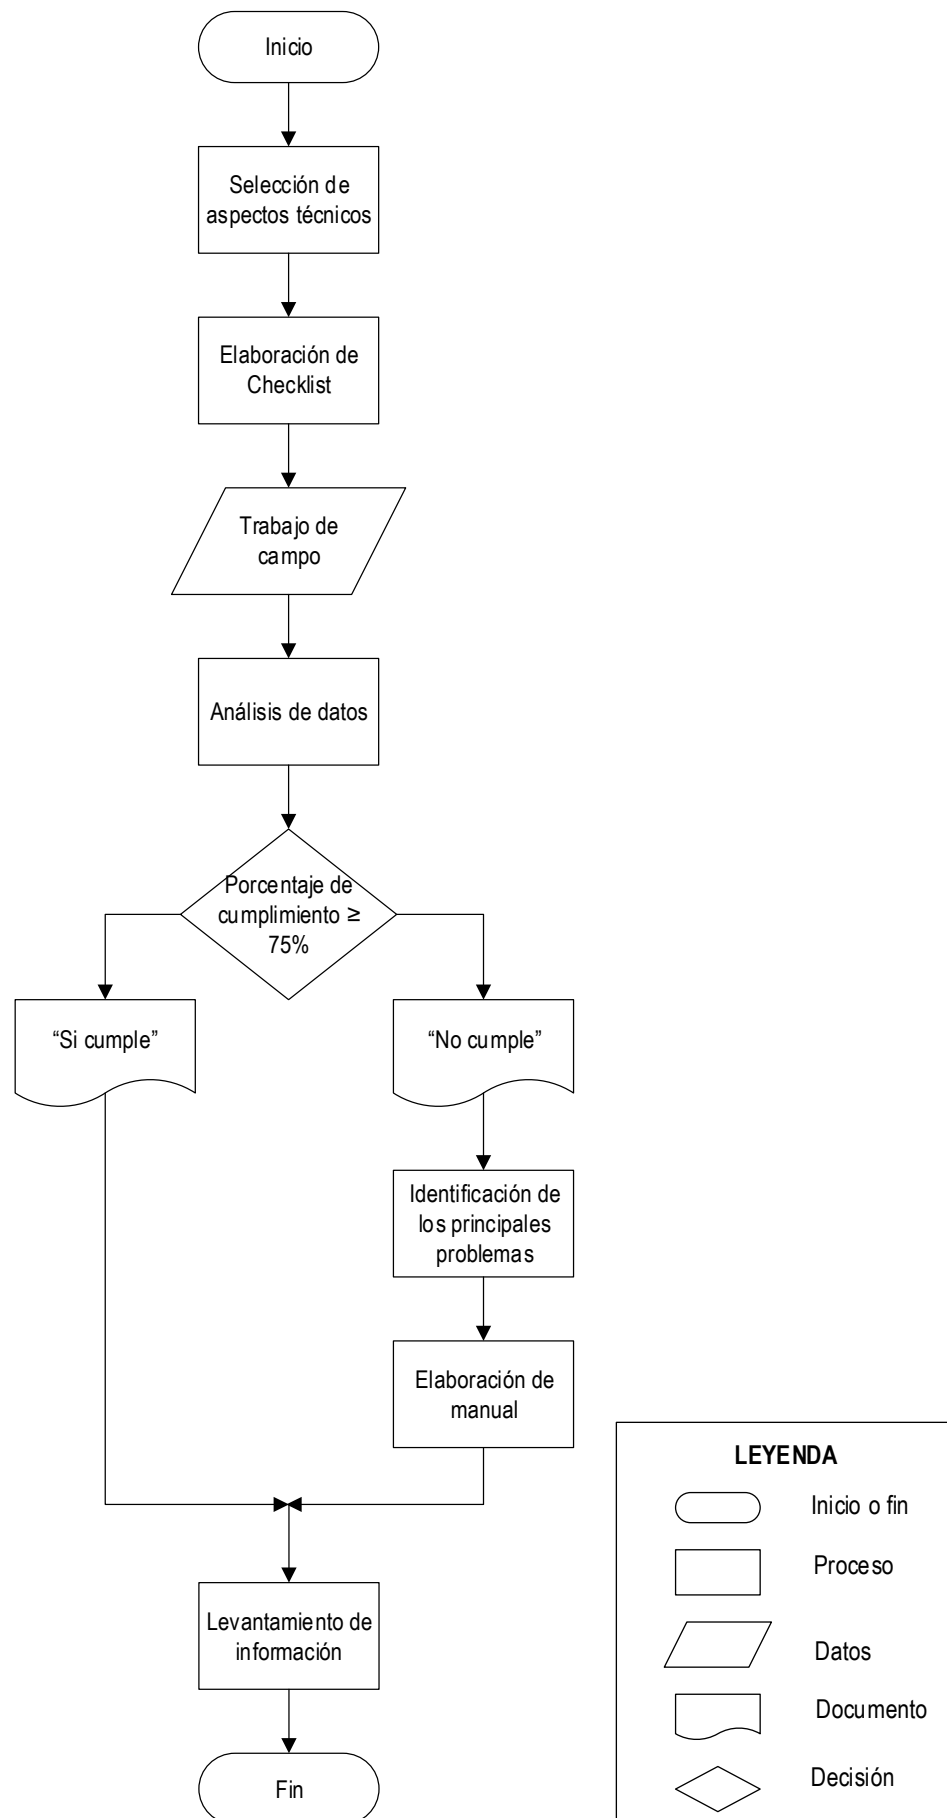 Inicio
Selección de
aspectos técnicos
Elaboración de
Checklist
Trabajo de
campo
Análisis de datos
Porcentaje de
cumplimiento ≥
75%
“Si cumple”
“No cumple”
Identificación de
los principales
problemas
Elaboración de
manual
Levantamiento de
información
Fin
LEYENDA
Inicio o fin
Proceso
Datos
Documento
Decisión